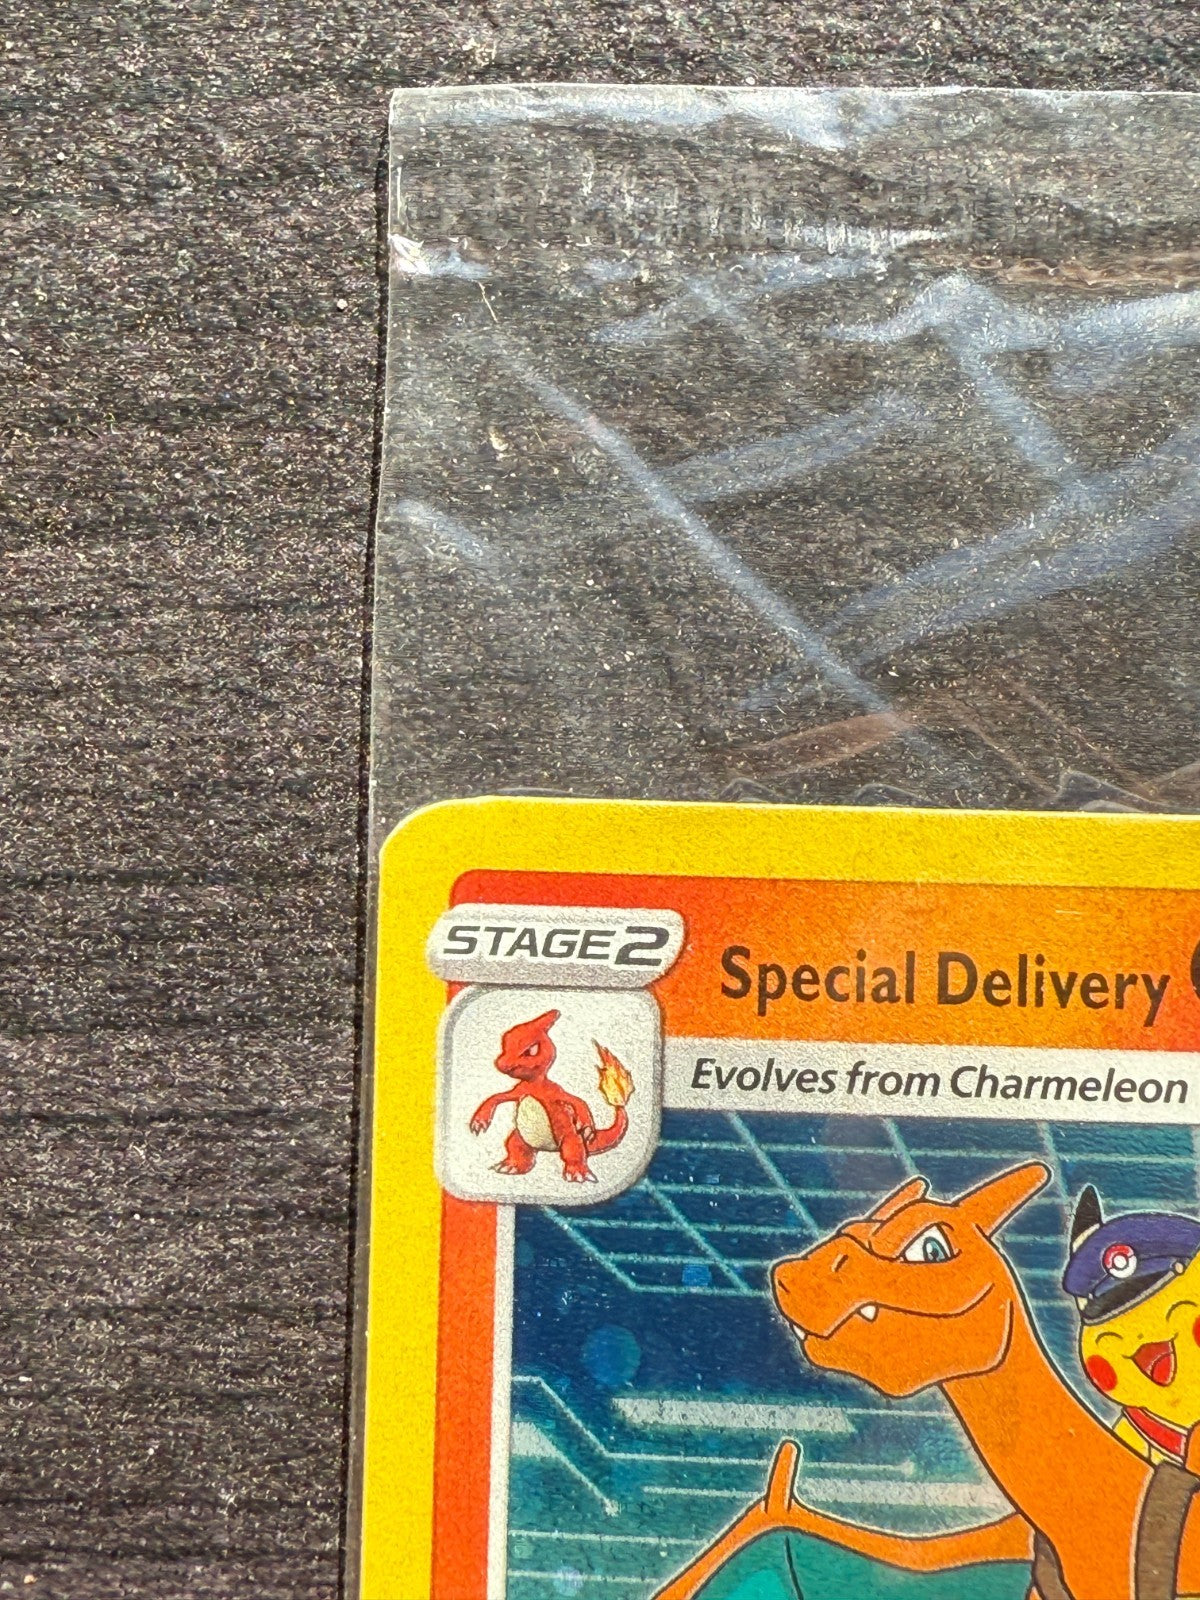 STAGE2
Special Delivery
Evolves from Charmeleon